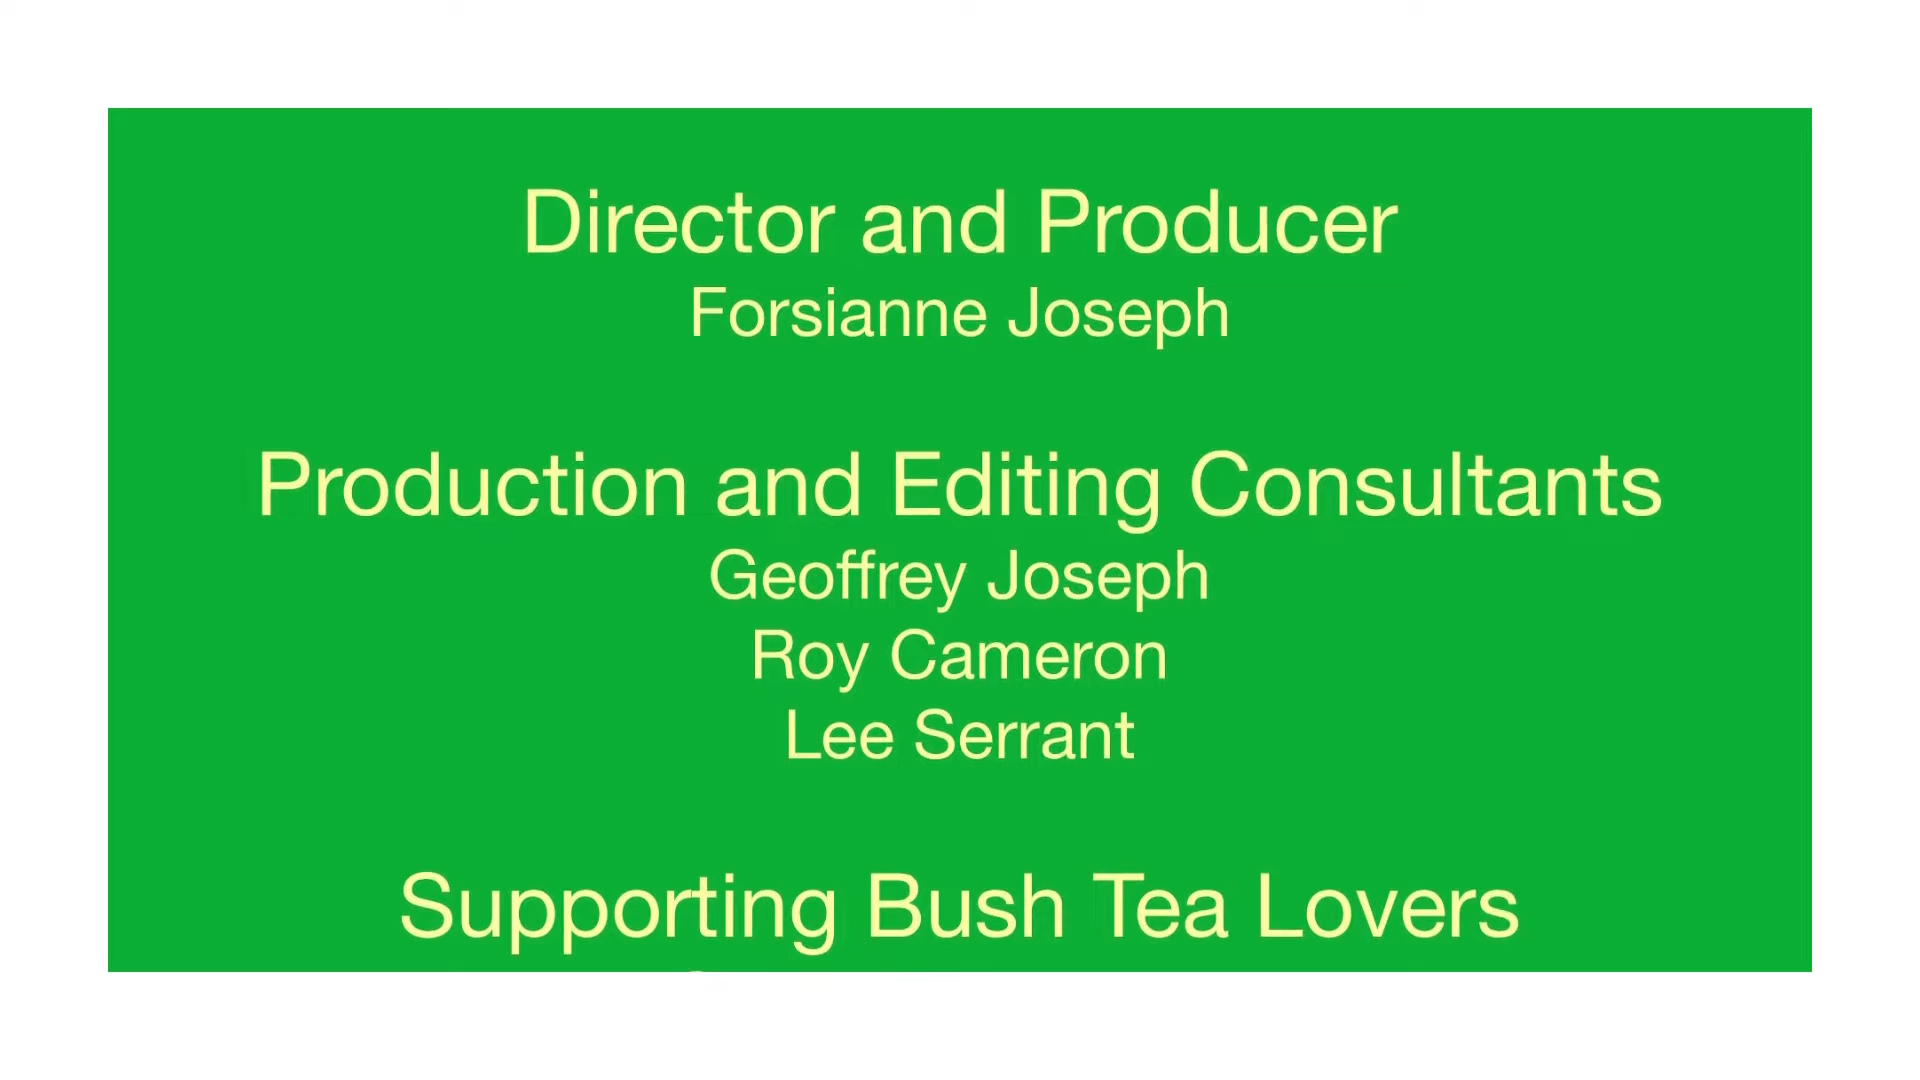 Director and Producer
Forsianne Joseph
Production and Editing Consultants
Geoffrey Joseph
Roy Cameron
Lee Serrant
Supporting Bush Tea Lovers